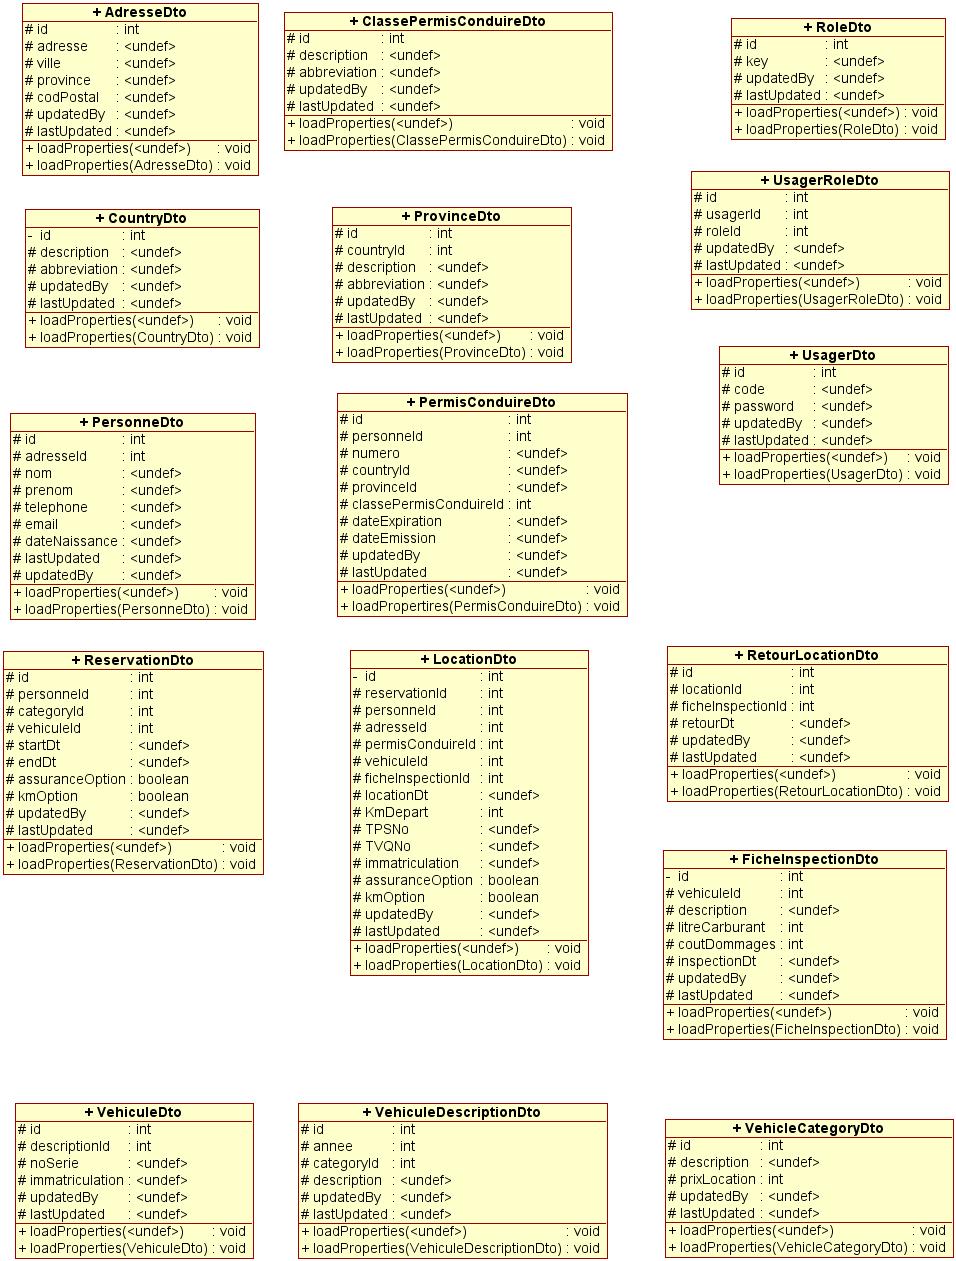 + AdresseDto
# id : int
# adresse : <undef>
# ville : <undef>
# province : <undef>
# codPostal : <undef>
# updatedBy : <undef>
# lastUpdated : <undef>
+ loadProperties(<undef>) : void
+ loadProperties(AdresseDto) : void
+ ClassePermisConduireDto
# id : int
# description : <undef>
# abbreviation : <undef>
# updatedBy : <undef>
# lastUpdated : <undef>
+ loadProperties(<undef>) : void
+ loadProperties(ClassePermisConduireDto) : void
+ RoleDto
# id : int
# key : <undef>
# updatedBy : <undef>
# lastUpdated : <undef>
+ loadProperties(<undef>) : void
+ loadProperties(RoleDto) : void
+ CountryDto
- id : int
# description : <undef>
# abbreviation : <undef>
# updatedBy : <undef>
# lastUpdated : <undef>
+ loadProperties(<undef>) : void
+ loadProperties(CountryDto) : void
+ ProvinceDto
# id : int
# countryId : int
# description : <undef>
# abbreviation : <undef>
# updatedBy : <undef>
# lastUpdated : <undef>
+ loadProperties(<undef>) : void
+ loadProperties(ProvinceDto) : void
+ UsagerRoleDto
# id : int
# usagerId : int
# roleId : int
# updatedBy : <undef>
# lastUpdated : <undef>
+ loadProperties(<undef>) : void
+ loadProperties(UsagerRoleDto) : void
+ UsagerDto
# id : int
# code : <undef>
# password : <undef>
# updatedBy : <undef>
# lastUpdated : <undef>
+ loadProperties(<undef>) : void
+ loadProperties(UsagerDto) : void
+ PersonneDto
# id : int
# adresseId : int
# nom : <undef>
# prenom : <undef>
# telephone : <undef>
# email : <undef>
# dateNaissance : <undef>
# lastUpdated : <undef>
# updatedBy : <undef>
+ loadProperties(<undef>) : void
+ loadProperties(PersonneDto) : void
+ PermisConduireDto
# id : int
# personneId : int
# numero : <undef>
# countryId : <undef>
# provinceId : <undef>
# classePermisConduireId : int
# dateExpiration : <undef>
# dateEmission : <undef>
# updatedBy : <undef>
# lastUpdated : <undef>
+ loadProperties(<undef>) : void
+ loadPropertires(PermisConduireDto) : void
+ ReservationDto
# id : int
# personneId : int
# categoryId : int
# vehiculeId : int
# startDt : <undef>
# endDt : <undef>
# assuranceOption : boolean
# kmOption : boolean
# updatedBy : <undef>
# lastUpdated : <undef>
+ loadProperties(<undef>) : void
+ loadProperties(ReservationDto) : void
+ LocationDto
- id : int
# reservationId : int
# personneId : int
# adresseId : int
# permisConduireId : int
# vehiculeId : int
# ficheInspectionId : int
# locationDt : <undef>
# KmDepart : int
# TPSNo : <undef>
# TVQNo : <undef>
# immatriculation : <undef>
# assuranceOption : boolean
# kmOption : boolean
# updatedBy : <undef>
# lastUpdated : <undef>
+ loadProperties(<undef>) : void
+ loadProperties(LocationDto) : void
+ RetourLocationDto
# id : int
# locationId : int
# ficheInspectionId : int
# retourDt : <undef>
# updatedBy : <undef>
# lastUpdated : <undef>
+ loadProperties(<undef>) : void
+ loadProperties(RetourLocationDto) : void
+ FicheInspectionDto
- id : int
# vehiculeId : int
# description : <undef>
# litreCarburant : int
# coutDommages : int
# inspectionDt : <undef>
# updatedBy : <undef>
# lastUpdated : <undef>
+ loadProperties(<undef>) : void
+ loadProperties(FicheInspectionDto) : void
+ VehiculeDto
# id : int
# descriptionId : int
# noSerie : <undef>
# immatriculation : <undef>
# updatedBy : <undef>
# lastUpdated : <undef>
+ loadProperties(<undef>) : void
+ loadProperties(VehiculeDto) : void
+ VehiculeDescriptionDto
# id : int
# annee : int
# categoryId : int
# description : <undef>
# updatedBy : <undef>
# lastUpdated : <undef>
+ loadProperties(<undef>) : void
+ loadProperties(VehiculeDescriptionDto) : void
+ VehicleCategoryDto
# id : int
# description : <undef>
# prixLocation : int
# updatedBy : <undef>
# lastUpdated : <undef>
+ loadProperties(<undef>) : void
+ loadProperties(VehicleCategoryDto) : void